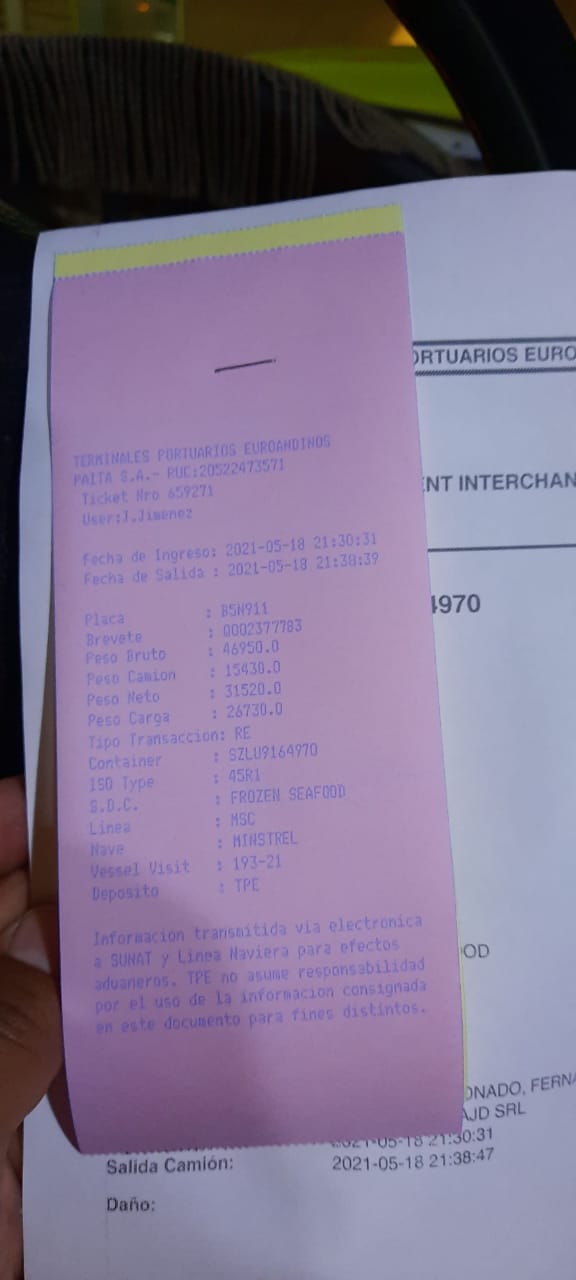 TERMINALES PORTUARIOS EUROANDINOS
PAITA S.A.- RUC:20522473571
Ticket Nro 659271
User:J.Jimenez
Fecha de Ingreso: 2021-05-18 21:30:31
Fecha de Salida : 2021-05-18 21:38:39
Placa : B5N911
Brevete : Q002377783
Peso Bruto : 46950.0
Peso Camion : 15430.0
Peso Neto : 31520.0
Peso Carga : 26730.0
Tipo Transaccion: RE
Container : SZLU9164970
ISO Type : 45R1
S.D.C. : FROZEN SEAFOOD
Linea : MSC
Nave : MINSTREL
Vessel Visit : 193-21
Deposito : TPE
Informacion transmitida via electronica
a SUNAT y Linea Naviera para efectos
aduaneros. TPE no asume responsabilidad
por el uso de la informacion consignada
en este documento para fines distintos.
ORTUARIOS EURO
ENT INTERCHAN
4970
OD
ONADO, FERNA
AJD SRL
2021-05-18 21:30:31
Salida Camión: 2021-05-18 21:38:47
Daño: